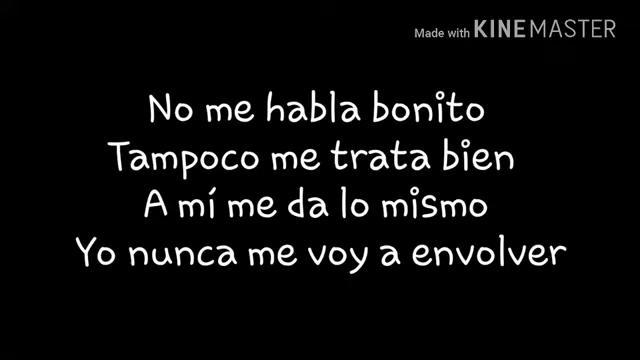 Made with KINEMASTER
No me habla bonito
Tampoco me trata bien
A mí me da lo mismo
Yo nunca me voy a envolver